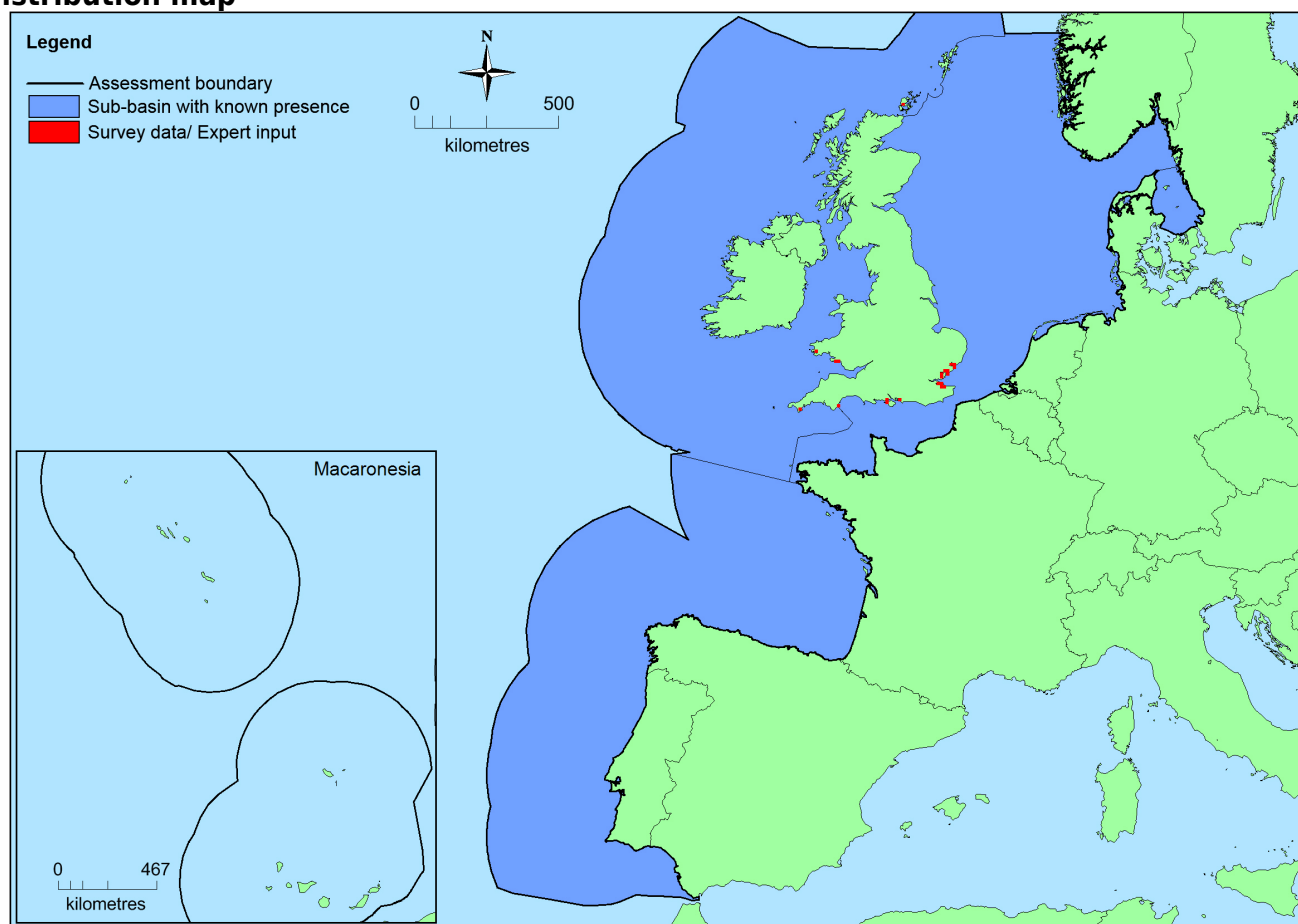 istribution map
Legend
Assessment boundary
Sub-basin with known presence
Survey data/ Expert input
N
0 500
kilometres
Macaronesia
0 467
kilometres